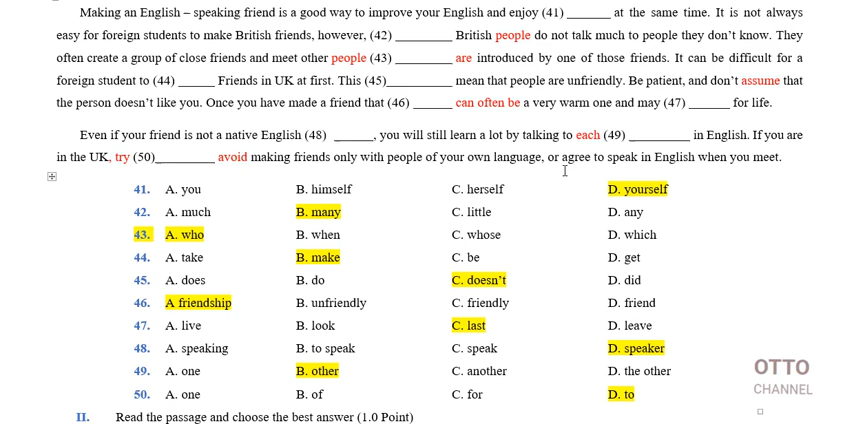 Making an English – speaking friend is a good way to improve your English and enjoy (41) _______ at the same time. It is not always
easy for foreign students to make British friends, however, (42) _________ British people do not talk much to people they don't know. They
often create a group of close friends and meet other people (43) _________ are introduced by one of those friends. It can be difficult for a
foreign student to (44) ______ Friends in UK at first. This (45)___________ mean that people are unfriendly. Be patient, and don't assume that
the person doesn't like you. Once you have made a friend that (46) ______ can often be a very warm one and may (47) ______ for life.
Even if your friend is not a native English (48) ______, you will still learn a lot by talking to each (49) _________ in English. If you are
in the UK, try (50)_________ avoid making friends only with people of your own language, or agree to speak in English when you meet.
41. A. you B. himself C. herself D. yourself
42. A. much B. many C. little D. any
43. A. who B. when C. whose D. which
44. A. take B. make C. be D. get
45. A. does B. do C. doesn't D. did
46. A friendship B. unfriendly C. friendly D. friend
47. A. live B. look C. last D. leave
48. A. speaking B. to speak C. speak D. speaker
49. A. one B. other C. another D. the other
50. A. one B. of C. for D. to
OTTO
CHANNEL
II. Read the passage and choose the best answer (1.0 Point)